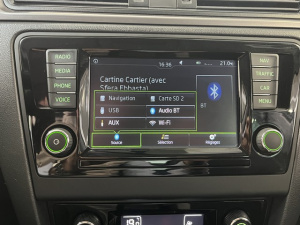 RADIO
MEDIA
PHONE
VOICE
16:36
21.0
Cartine Cartier (avec
Sfera Ebbasta)
Navigation
Carte SD 2
USB
Audio BT
AUX
Wi-Fi
BT
Source
Sélection
Réglages
NAV
TRAFFIC
CAR
MENU